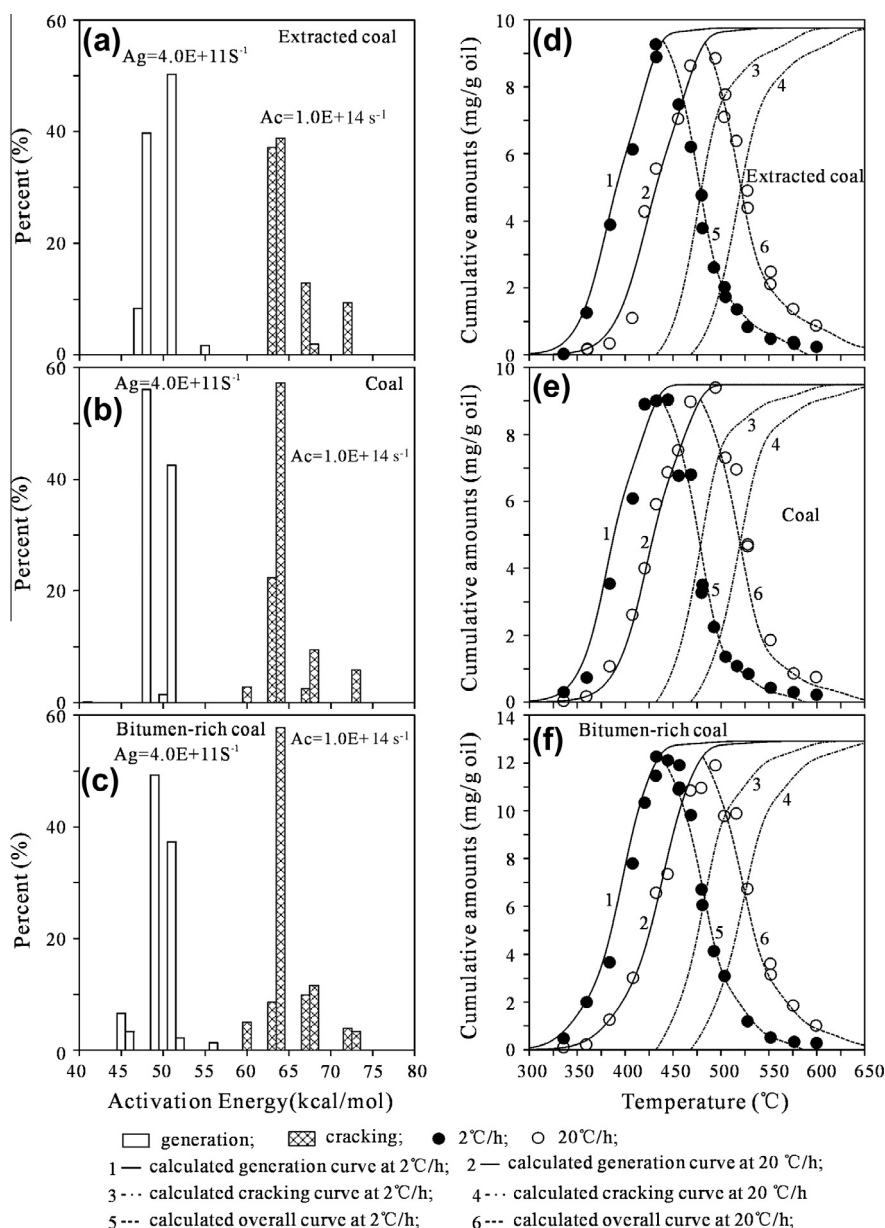 (a)
Extracted coal
Ag=4.0E+11S⁻¹
Ac=1.0E+14 s⁻¹
Percent (%)
60
40
20
0
(b)
Ag=4.0E+11S⁻¹
Coal
Ac=1.0E+14 s⁻¹
Percent (%)
60
40
20
0
(c)
Bitumen-rich coal
Ag=4.0E+11S⁻¹
Ac=1.0E+14 s⁻¹
Percent (%)
60
40
20
0
40 45 50 55 60 65 70 75 80
Activation Energy(kcal/mol)
(d)
Cumulative amounts (mg/g oil)
10
8
6
4
2
0
Extracted coal
1
2
3
4
5
6
(e)
Cumulative amounts (mg/g oil)
10
8
6
4
2
0
Coal
1
2
3
4
5
6
(f)
Bitumen-rich coal
Cumulative amounts (mg/g oil)
14
12
10
8
6
4
2
0
1
2
3
4
5
6
300 350 400 450 500 550 600 650
Temperature (℃)
generation; cracking; 2℃/h; 20℃/h;
1 calculated generation curve at 2℃/h; 2 calculated generation curve at 20 ℃/h;
3 calculated cracking curve at 2℃/h; 4 calculated cracking curve at 20 ℃/h
5 calculated overall curve at 2℃/h; 6 calculated overall curve at 20℃/h;